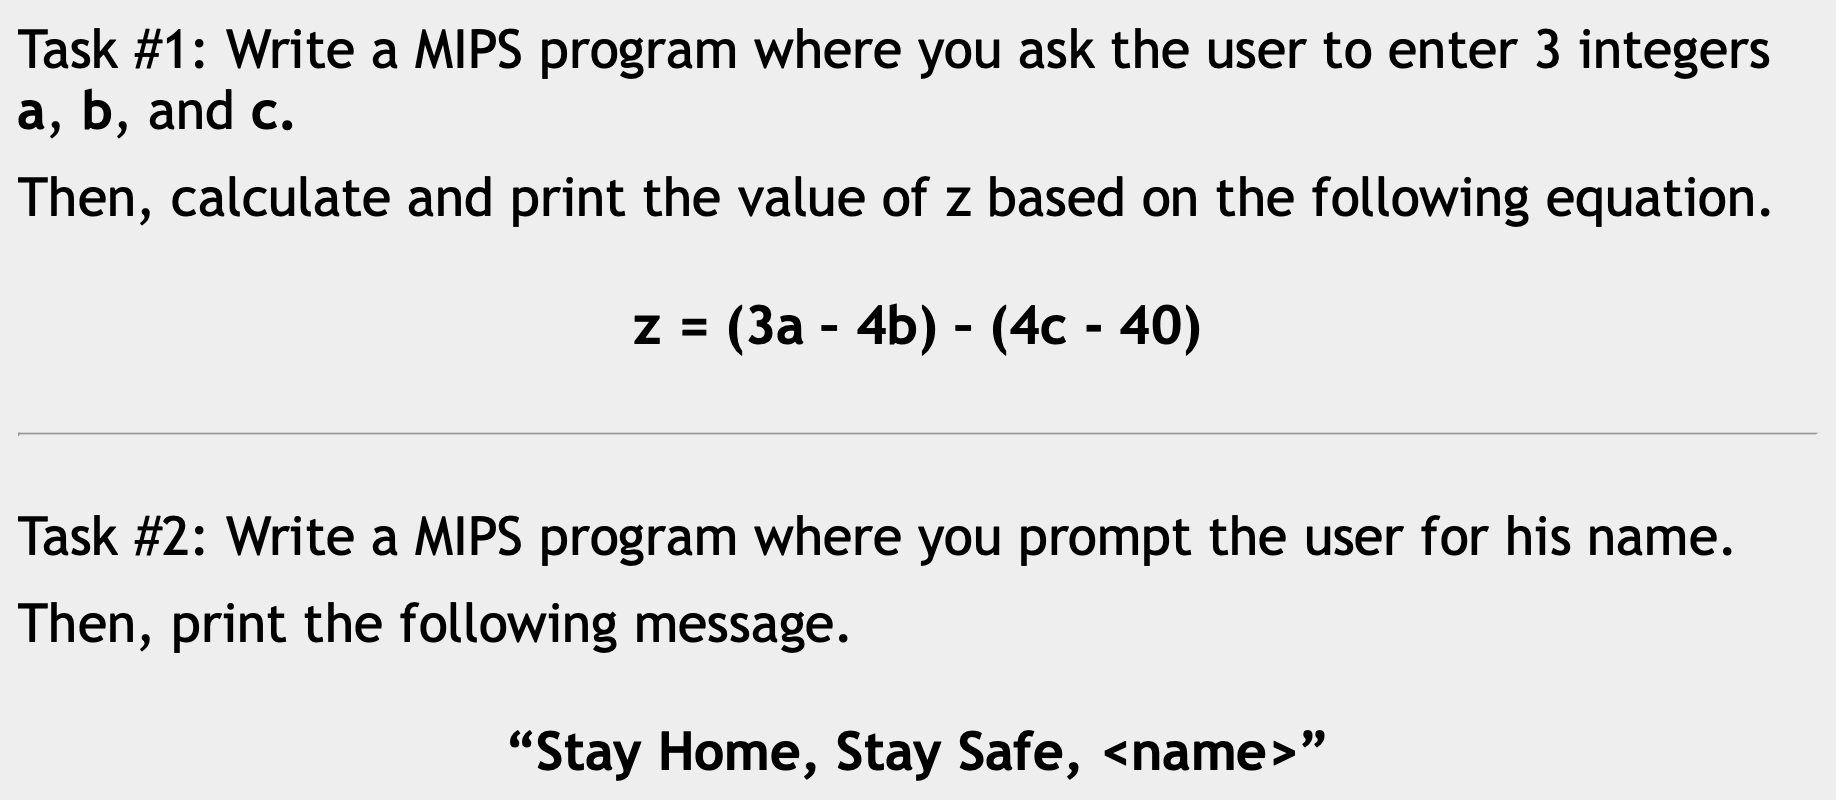 Task #1: Write a MIPS program where you ask the user to enter 3 integers
a, b, and c.
Then, calculate and print the value of z based on the following equation.
z = (3a – 4b) – (4c - 40)
Task #2: Write a MIPS program where you prompt the user for his name.
Then, print the following message.
“Stay Home, Stay Safe, <name>”